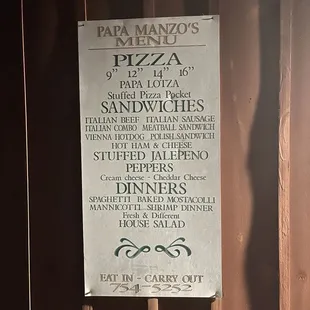 PAPA MANZO'S
MENU
PIZZA
9" 12" 14" 16"
PAPA LOTZA
Stuffed Pizza Pocket
SANDWICHES
ITALIAN BEEF ITALIAN SAUSAGE
ITALIAN COMBO MEATBALL SANDWICH
VIENNA HOTDOG POLISH SANDWICH
HOT HAM & CHEESE
STUFFED JALEPENO
PEPPERS
Cream cheese - Cheddar Cheese
DINNERS
SPAGHETTI BAKED MOSTACOLLI
MANNICOTTI SHRIMP DINNER
Fresh & Different
HOUSE SALAD
EAT IN - CARRY OUT
754-5252